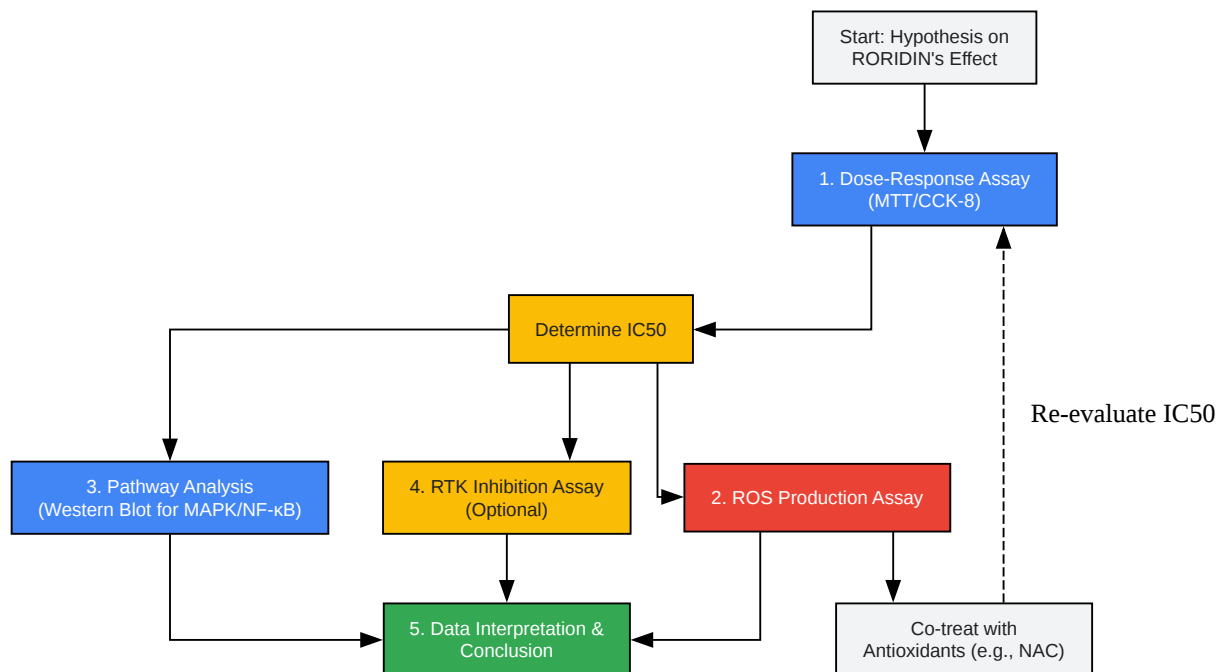 Start: Hypothesis on
RORIDIN's Effect
1. Dose-Response Assay
(MTT/CCK-8)
Determine IC50
Re-evaluate IC50
3. Pathway Analysis
(Western Blot for MAPK/NF-κB)
4. RTK Inhibition Assay
(Optional)
2. ROS Production Assay
5. Data Interpretation &
Conclusion
Co-treat with
Antioxidants (e.g., NAC)